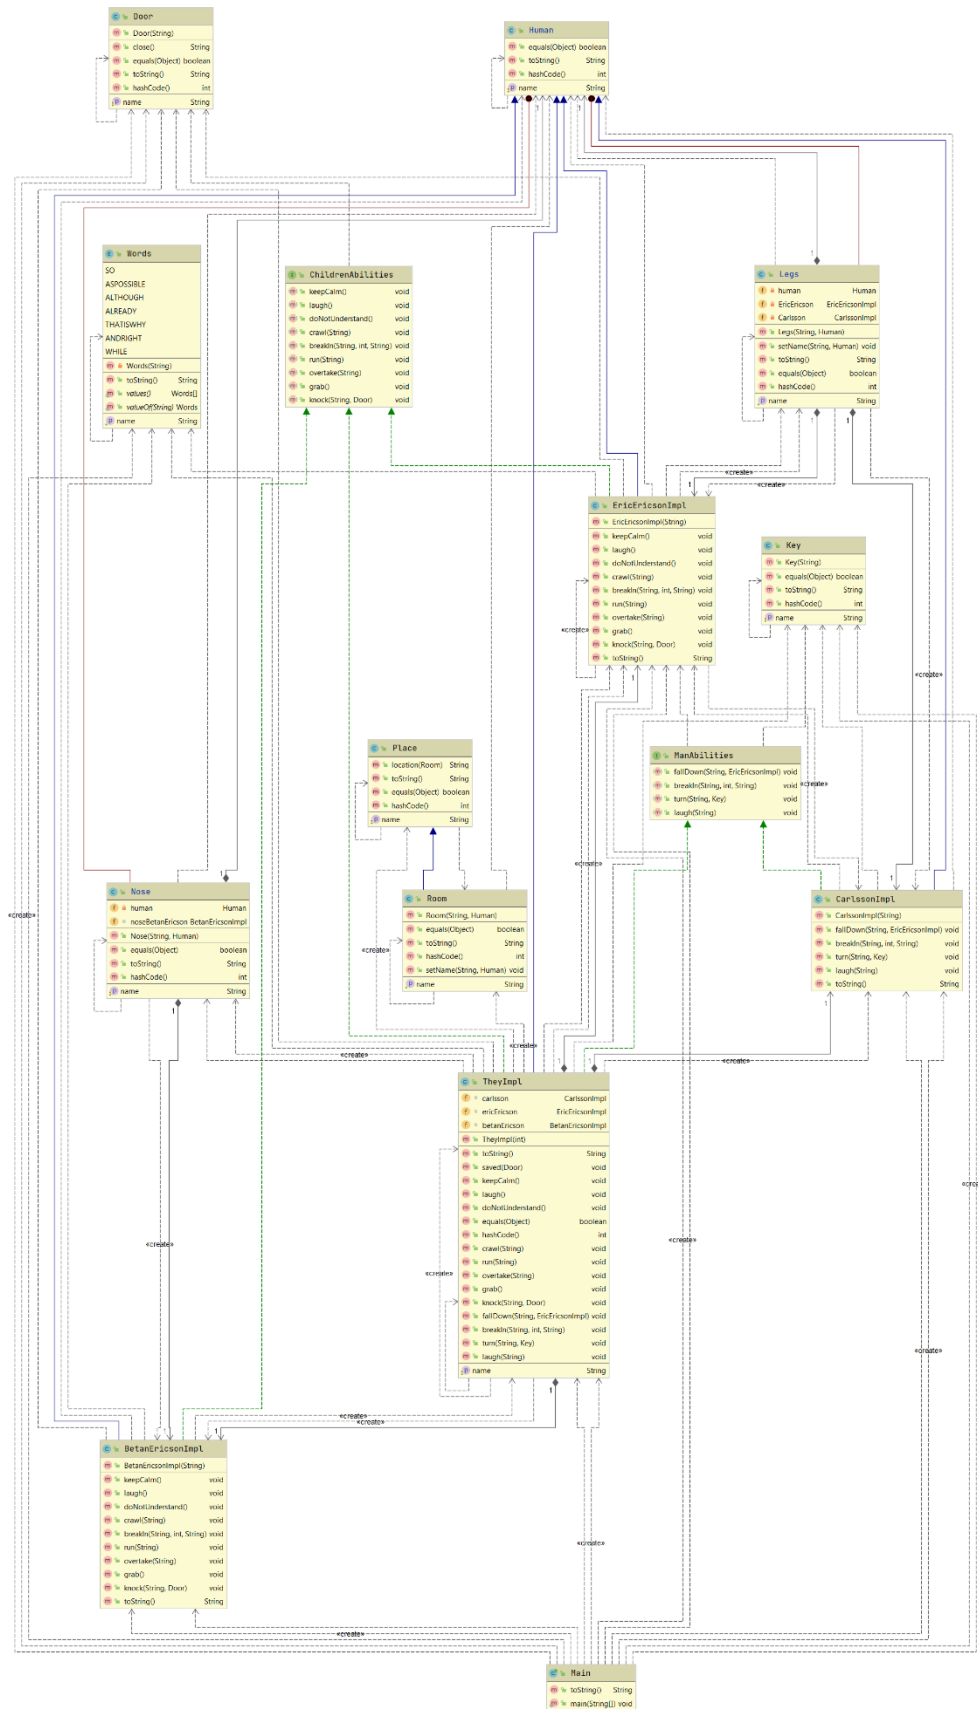 Door
Door(String)
close() String
equals(Object) boolean
toString() String
hashCode() int
name String
Human
equals(Object) boolean
toString() String
hashCode() int
name String
1
1
Words
SO
ASPOSSIBLE
ALTHOUGH
ALREADY
THATISWHY
ANDRIGHT
WHILE
Words(String)
toString() String
values() Words[]
valueOf(String) Words
name String
ChildrenAbilities
keepCalm() void
laugh() void
doNotUnderstand() void
crawl(String) void
breakIn(String, int, String) void
run(String) void
overtake(String) void
grab() void
knock(String, Door) void
1
Legs
human Human
EricEricson EricEricsonImpl
Carlsson CarlssonImpl
Legs(String, Human)
setName(String, Human) void
toString() String
equals(Object) boolean
hashCode() int
name String
1
1
«create»
«create»
1
EricEricsonImpl
EricEricsonImpl(String)
keepCalm() void
laugh() void
doNotUnderstand() void
crawl(String) void
breakIn(String, int, String) void
run(String) void
overtake(String) void
grab() void
knock(String, Door) void
toString() String
«create»
1
Key
Key(String)
equals(Object) boolean
toString() String
hashCode() int
name String
«create»
Place
location(Room) String
toString() String
equals(Object) boolean
hashCode() int
name String
ManAbilities
fallDown(String, EricEricsonImpl) void
breakIn(String, int, String) void
turn(String, Key) void
laugh(String) void
«create»
«create»
1
1
Nose
human Human
noseBetanEricson BetanEricsonImpl
Nose(String, Human)
equals(Object) boolean
toString() String
hashCode() int
name String
1
«create»
Room
Room(String, Human)
equals(Object) boolean
toString() String
hashCode() int
setName(String, Human) void
name String
«create»
CarlssonImpl
CarlssonImpl(String)
fallDown(String, EricEricsonImpl) void
breakIn(String, int, String) void
turn(String, Key) void
laugh(String) void
toString() String
1
«create»
«create»
«create»
1
1
TheyImpl
carlsson CarlssonImpl
ericEricson EricEricsonImpl
betanEricson BetanEricsonImpl
TheyImpl(int)
toString() String
saved(Door) void
keepCalm() void
laugh() void
doNotUnderstand() void
equals(Object) boolean
hashCode() int
crawl(String) void
run(String) void
overtake(String) void
grab() void
knock(String, Door) void
fallDown(String, EricEricsonImpl) void
breakIn(String, int, String) void
turn(String, Key) void
laugh(String) void
name String
«create»
«create»
«create»
«create»
1
«create»
«create»
1
1
BetanEricsonImpl
BetanEricsonImpl(String)
keepCalm() void
laugh() void
doNotUnderstand() void
crawl(String) void
breakIn(String, int, String) void
run(String) void
overtake(String) void
grab() void
knock(String, Door) void
toString() String
«create»
«create»
Main
toString() String
main(String[]) void